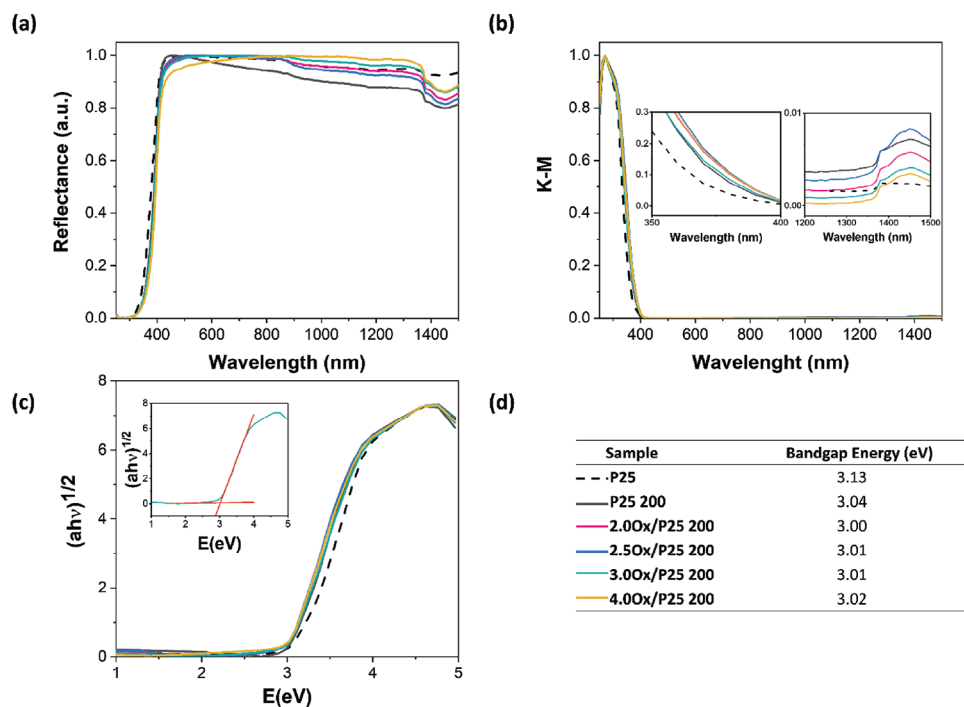 (a)
1.0
0.8
0.6
0.4
0.2
0.0
Reflectance (a.u.)
400 600 800 1000 1200 1400
Wavelength (nm)
(b)
1.0
0.8
0.6
0.4
0.2
0.0
K-M
0.3
0.2
0.1
0.0
350 400
Wavelength (nm)
0.01
0.00
1200 1300 1400 1500
Wavelength (nm)
400 600 800 1000 1200 1400
Wavelenght (nm)
(c)
8
6
4
2
0
(ahν)1/2
8
7
6
5
4
3
2
1
0
-1
(ahν)1/2
1 2 3 4 5
E(eV)
1 2 3 4 5
E(eV)
(d)
Sample Bandgap Energy (eV)
P25 3.13
P25 200 3.04
2.0Ox/P25 200 3.00
2.5Ox/P25 200 3.01
3.0Ox/P25 200 3.01
4.0Ox/P25 200 3.02